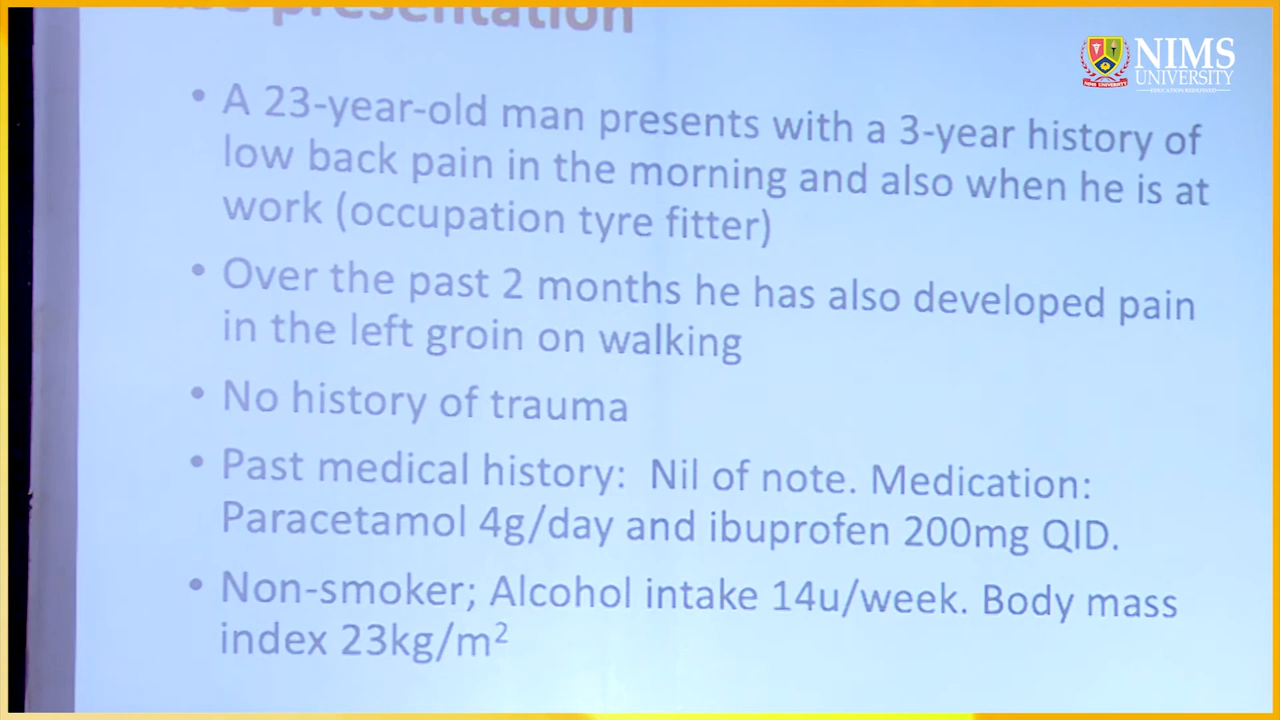 presentation
NIMS
UNIVERSITY
• A 23-year-old man presents with a 3-year history of
low back pain in the morning and also when he is at
work (occupation tyre fitter)
• Over the past 2 months he has also developed pain
in the left groin on walking
• No history of trauma
• Past medical history: Nil of note. Medication:
Paracetamol 4g/day and ibuprofen 200mg QID.
• Non-smoker; Alcohol intake 14u/week. Body mass
index 23kg/m²